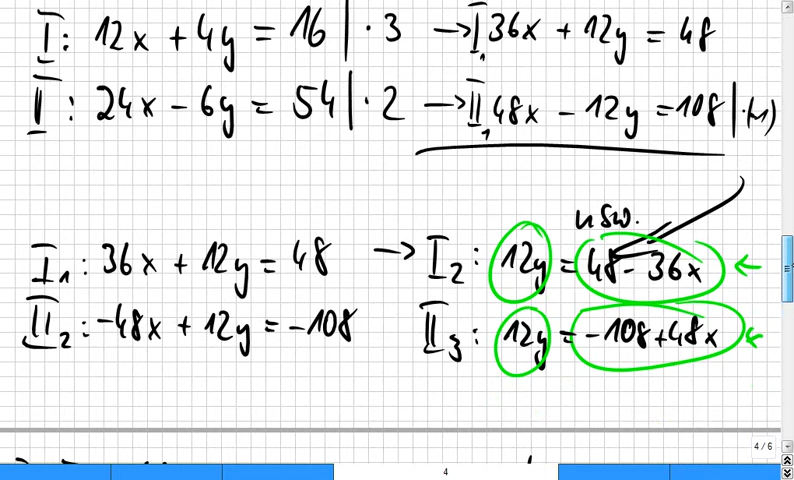 I: 12x + 4y = 16 | · 3 → I₁ 36x + 12y = 48
II: 24x - 6y = 54 | · 2 → II₁ 48x - 12y = 108 | · (-1)
usw.
I₁: 36x + 12y = 48 → I₂: 12y = 48 - 36x ←
II₂: -48x + 12y = -108 II₃: 12y = -108 + 48x ←
4 / 6
4